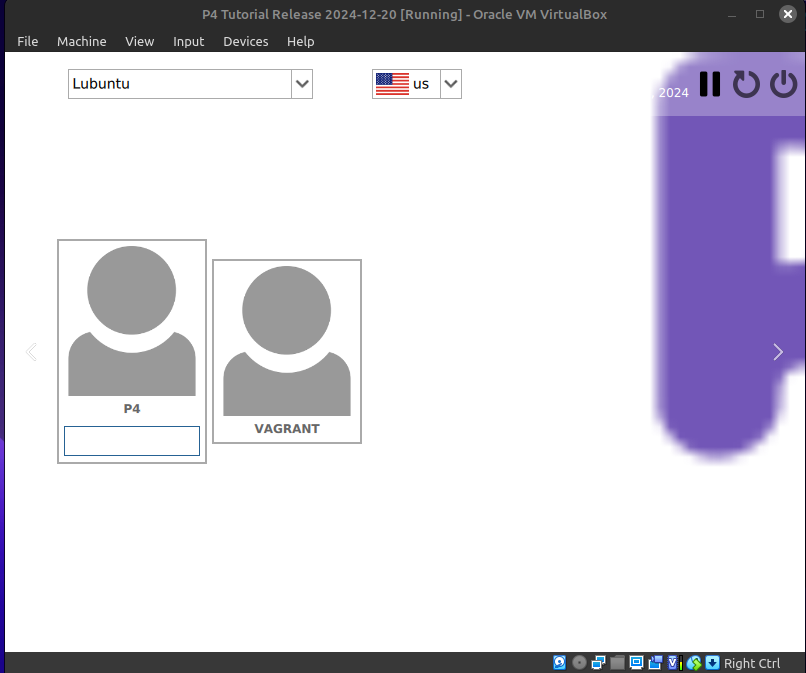 P4 Tutorial Release 2024-12-20 [Running] - Oracle VM VirtualBox
File Machine View Input Devices Help
Lubuntu us 2024
P4
VAGRANT
Right Ctrl